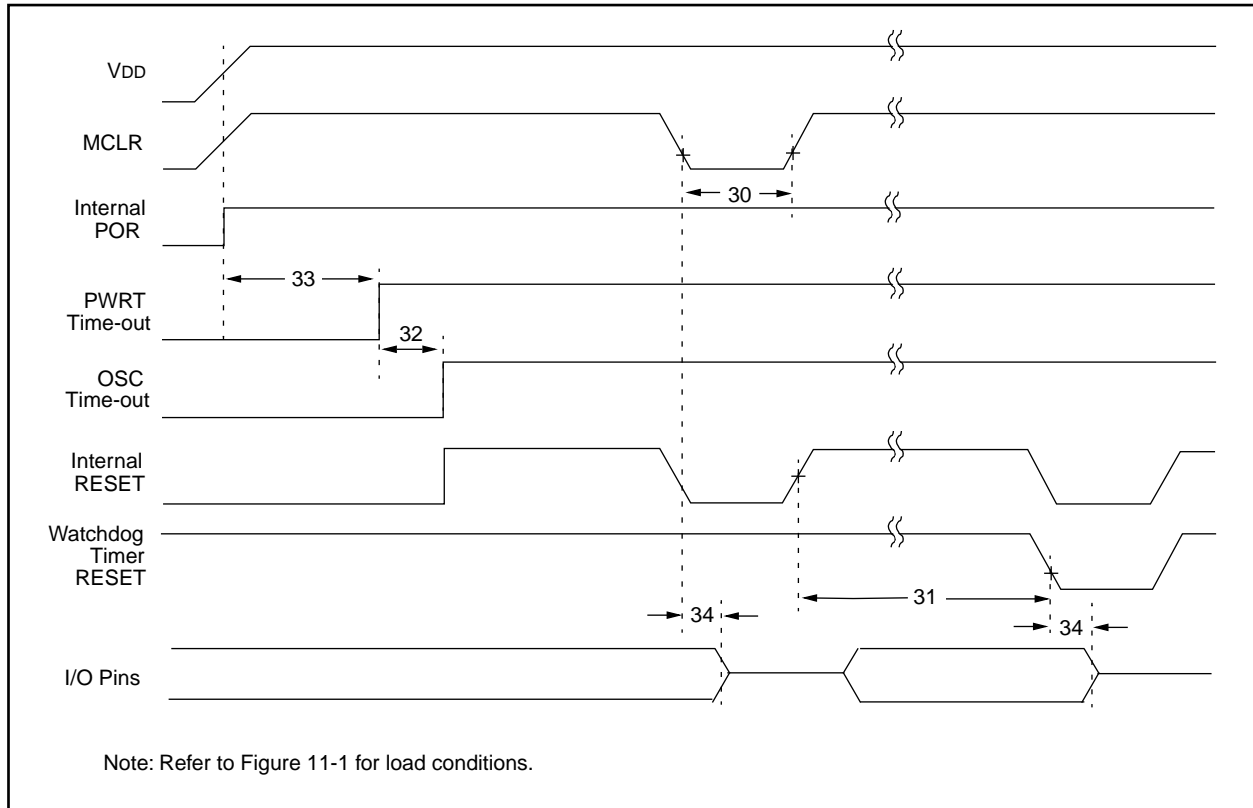 VDD
MCLR
30
Internal
POR
33
PWRT
Time-out
32
OSC
Time-out
Internal
RESET
Watchdog
Timer
RESET
31
34
34
I/O Pins
Note: Refer to Figure 11-1 for load conditions.